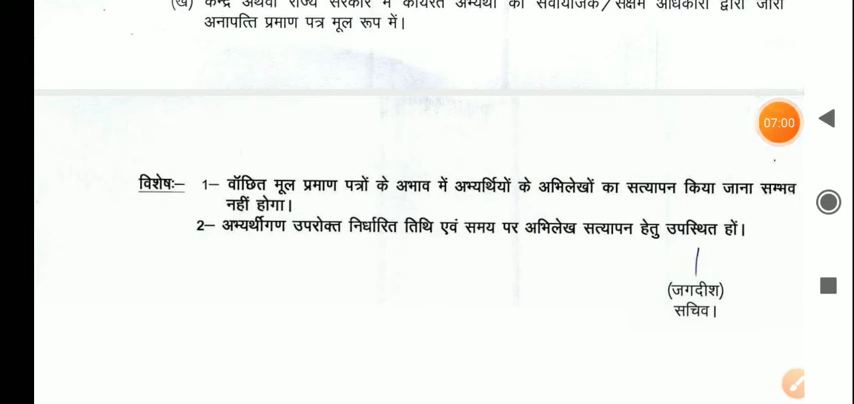 (ख) केन्द्र अथवा राज्य सरकार में कार्यरत अभ्यर्थी को सेवायोजक/सक्षम अधिकारी द्वारा जारी
अनापत्ति प्रमाण पत्र मूल रूप में।
07:00
विशेषः– 1– वॉछित मूल प्रमाण पत्रों के अभाव में अभ्यर्थियों के अभिलेखों का सत्यापन किया जाना सम्भव
नहीं होगा।
2– अभ्यर्थीगण उपरोक्त निर्धारित तिथि एवं समय पर अभिलेख सत्यापन हेतु उपस्थित हों।
(जगदीश)
सचिव।